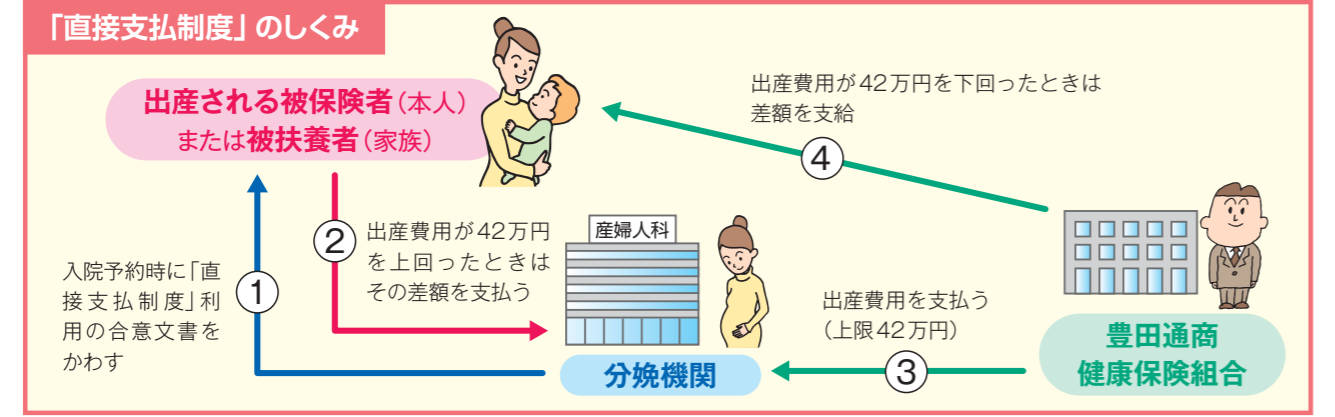 「直接支払制度」のしくみ
出産される被保険者(本人)
または被扶養者(家族)
出産費用が42万円を下回ったときは
差額を支給
④
①
入院予約時に「直
接支払制度」利
用の合意文書を
かわす
②
出産費用が42万円
を上回ったときは
その差額を支払う
産婦人科
分娩機関
出産費用を支払う
(上限42万円)
③
豊田通商
健康保険組合